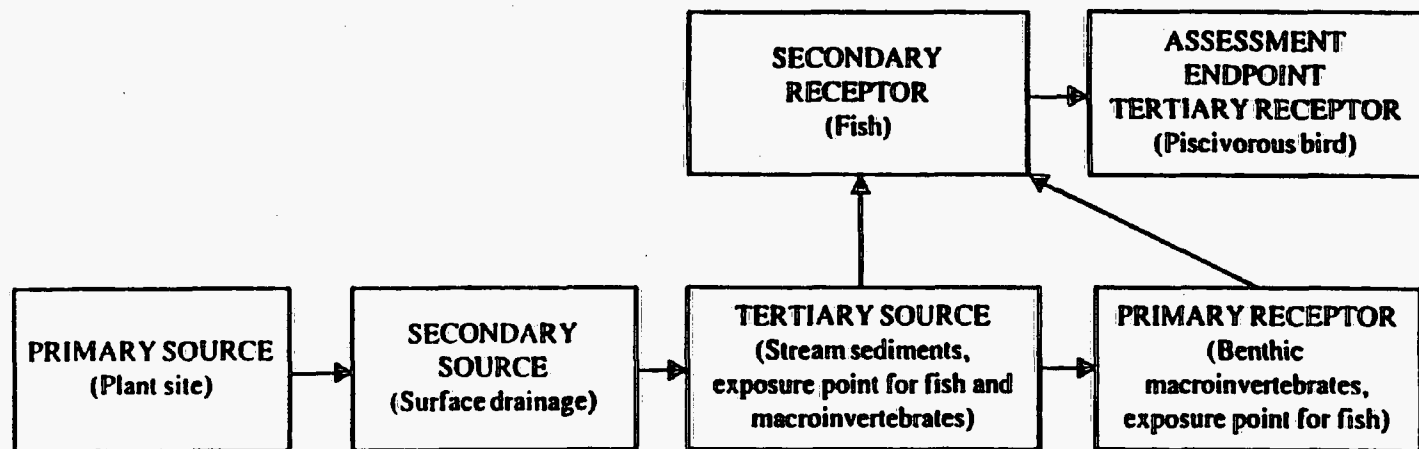 SECONDARY
RECEPTOR
(Fish)
ASSESSMENT
ENDPOINT
TERTIARY RECEPTOR
(Piscivorous bird)
PRIMARY SOURCE
(Plant site)
SECONDARY
SOURCE
(Surface drainage)
TERTIARY SOURCE
(Stream sediments,
exposure point for fish and
macroinvertebrates)
PRIMARY RECEPTOR
(Benthic
macroinvertebrates,
exposure point for fish)